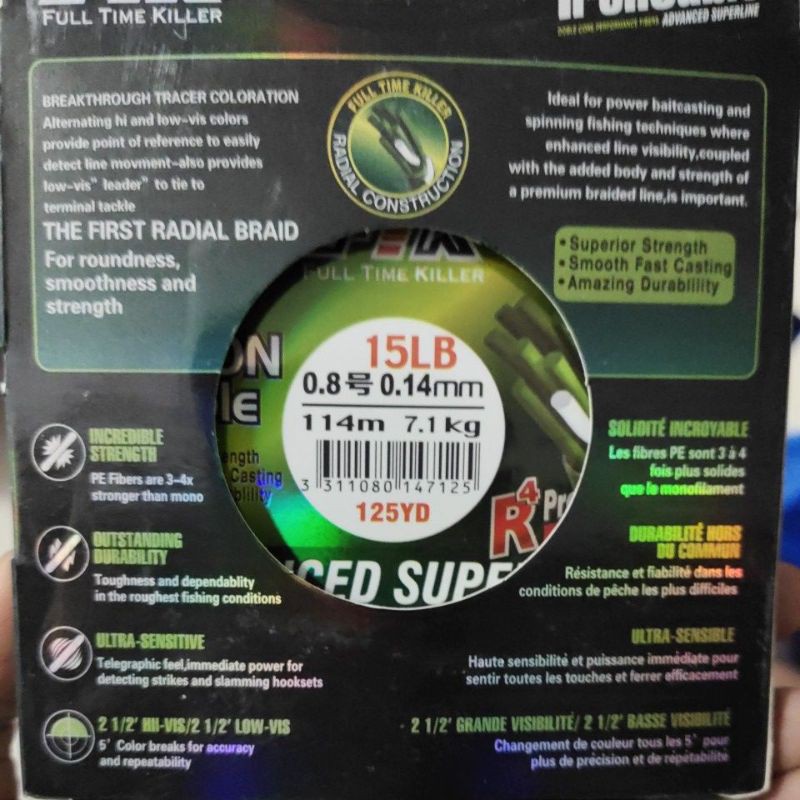 FULL TIME KILLER
ADVANCED SUPERLINE
BREAKTHROUGH TRACER COLORATION
Alternating hi and low-vis colors
provide point of reference to easily
detect line movment-also provides
low-vis" leader" to tie to
terminal tackle
THE FIRST RADIAL BRAID
For roundness,
smoothness and
strength
FULL TIME KILLER
RADIAL CONSTRUCTION
Ideal for power baitcasting and
spinning fishing techniques where
enhanced line visibility,coupled
with the added body and strength of
a premium braided line,is important.
•Superior Strength
•Smooth Fast Casting
•Amazing Durablility
FULL TIME KILLER
15LB
0.8号 0.14mm
114m 7.1kg
3 311080 147125
125YD
R4
INCREDIBLE
STRENGTH
PE Fibers are 3-4x
stronger than mono
OUTSTANDING
DURABILITY
Toughness and dependablity
in the roughest fishing conditions
ULTRA-SENSITIVE
Telegraphic feel,immediate power for
detecting strikes and slamming hooksets
2 1/2' HII-VIS/2 1/2' LOW-VIS
5' Color breaks for accuracy
and repeatability
SOLIDITÉ INCROYABLE
Les fibres PE sont 3 à 4
fois plus solides
que le monofilament
DURABILITÉ HORS
DU COMMUN
Résistance et fiabilité dans les
conditions de pêche les plus difficiles
ULTRA-SENSIBLE
Haute sensibilité et puissance immédiate pour
sentir toutes les touches et ferrer efficacement
2 1/2' GRANDE VISIBILITÉ/ 2 1/2' BASSE VISIBILITÉ
Changement de couleur tous les 5' pour
plus de précision et de répétabilité